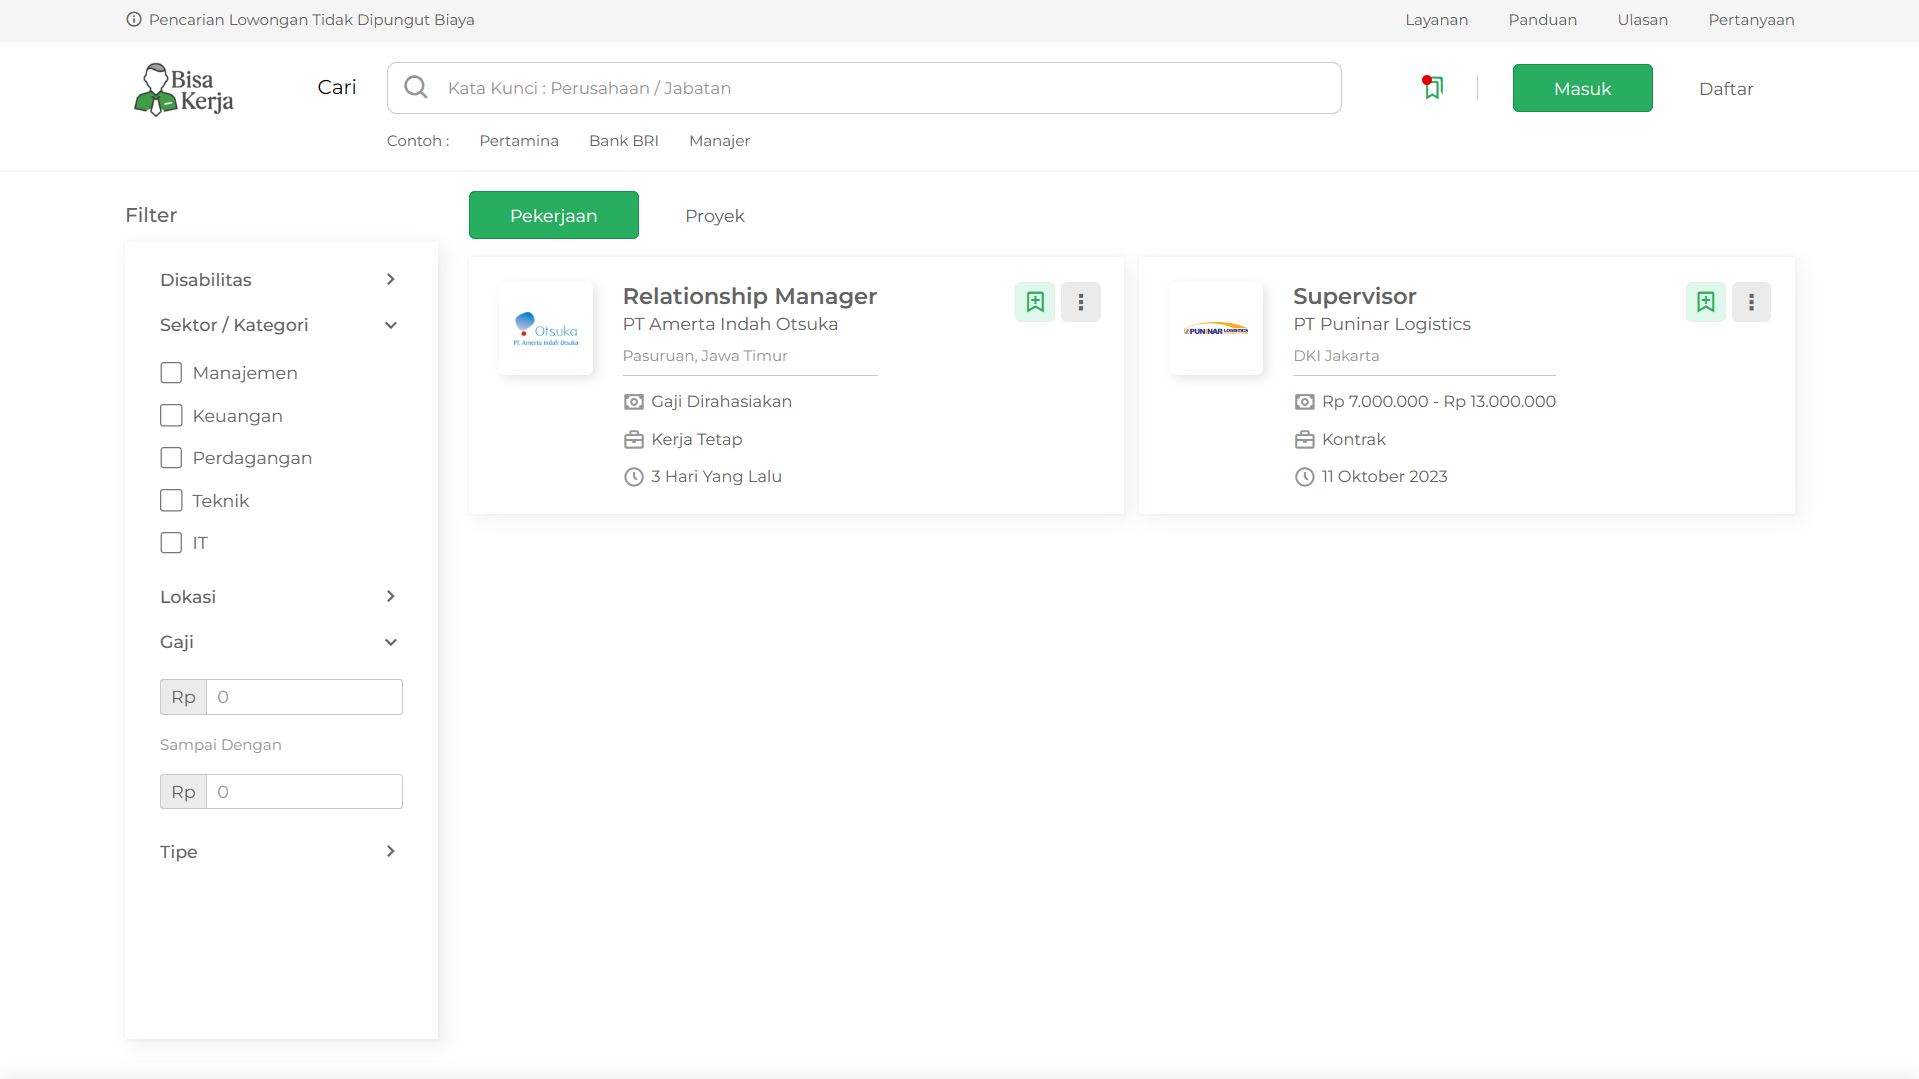 Pencarian Lowongan Tidak Dipungut Biaya
Layanan
Panduan
Ulasan
Pertanyaan
Bisa
Kerja
Cari
Kata Kunci : Perusahaan / Jabatan
Masuk
Daftar
Contoh :
Pertamina
Bank BRI
Manajer
Filter
Disabilitas
Sektor / Kategori
Manajemen
Keuangan
Perdagangan
Teknik
IT
Lokasi
Gaji
Rp 0
Sampai Dengan
Rp 0
Tipe
Pekerjaan
Proyek
Otsuka
PT. Amerta Indah Otsuka
Relationship Manager
PT Amerta Indah Otsuka
Pasuruan, Jawa Timur
Gaji Dirahasiakan
Kerja Tetap
3 Hari Yang Lalu
PUNINAR LOGISTICS
Supervisor
PT Puninar Logistics
DKI Jakarta
Rp 7.000.000 - Rp 13.000.000
Kontrak
11 Oktober 2023